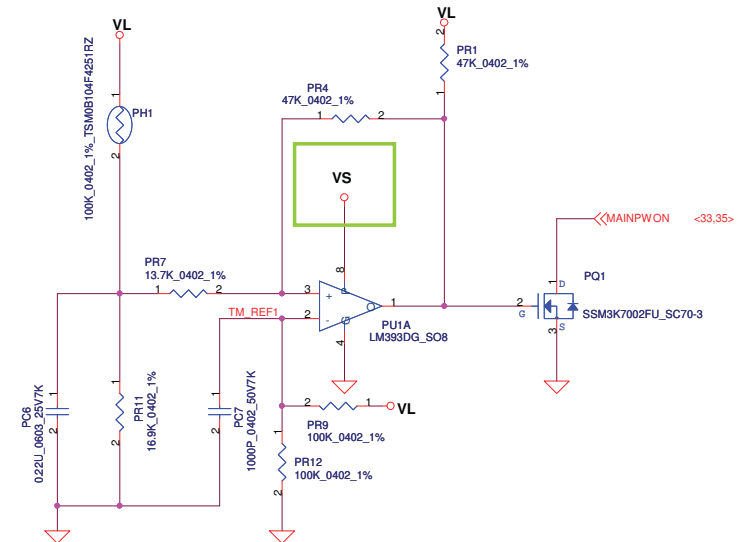 VL
VL
2
PR1
47K_0402_1%
1
PR4
47K_0402_1%
1
2
1
PH1
2
100K_0402_1%_TSM0B104F4251RZ
VS
MAINPWON
<33,35>
PR7
13.7K_0402_1%
1
2
8
3
+
P
O
1
2
-
G
TM_REF1
4
PU1A
LM393DG_SO8
1
D
2
G
3
S
PQ1
SSM3K7002FU_SC70-3
1
PC6
2
0.22U_0603_25V7K
1
PR11
2
16.9K_0402_1%
1
PC7
2
1000P_0402_50V7K
2
1
VL
PR9
100K_0402_1%
1
PR12
100K_0402_1%
2